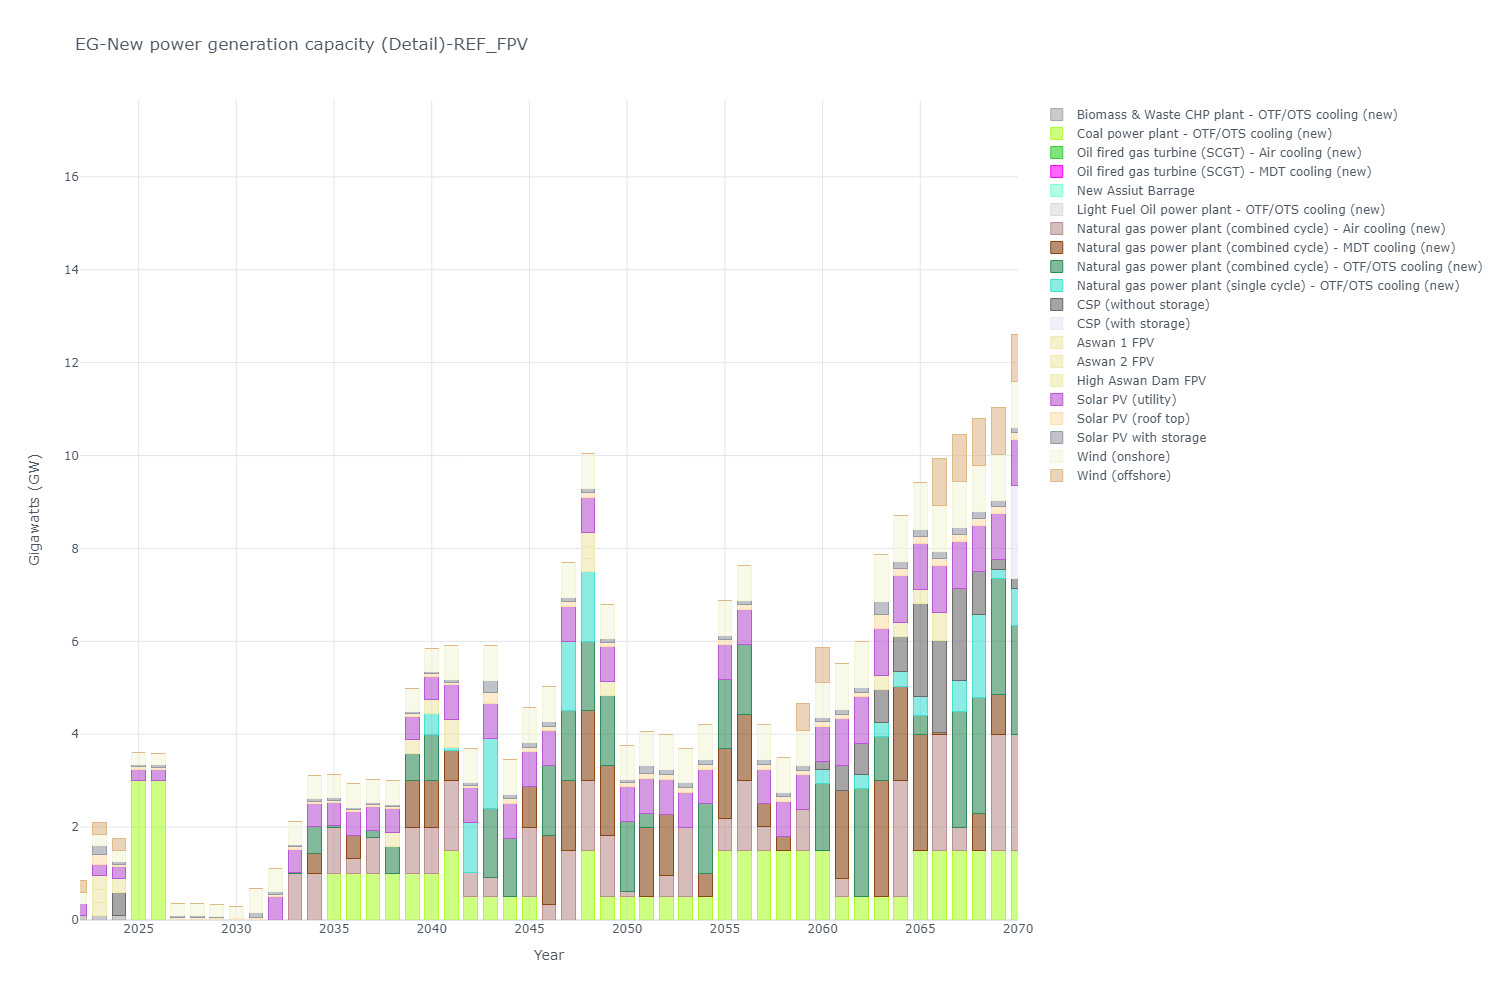 EG-New power generation capacity (Detail)-REF_FPV
Biomass & Waste CHP plant - OTF/OTS cooling (new)
Coal power plant - OTF/OTS cooling (new)
Oil fired gas turbine (SCGT) - Air cooling (new)
Oil fired gas turbine (SCGT) - MDT cooling (new)
New Assiut Barrage
Light Fuel Oil power plant - OTF/OTS cooling (new)
Natural gas power plant (combined cycle) - Air cooling (new)
Natural gas power plant (combined cycle) - MDT cooling (new)
Natural gas power plant (combined cycle) - OTF/OTS cooling (new)
Natural gas power plant (single cycle) - OTF/OTS cooling (new)
CSP (without storage)
CSP (with storage)
Aswan 1 FPV
Aswan 2 FPV
High Aswan Dam FPV
Solar PV (utility)
Solar PV (roof top)
Solar PV with storage
Wind (onshore)
Wind (offshore)
16
14
12
10
8
6
4
2
0
Gigawatts (GW)
2025
2030
2035
2040
2045
2050
2055
2060
2065
2070
Year